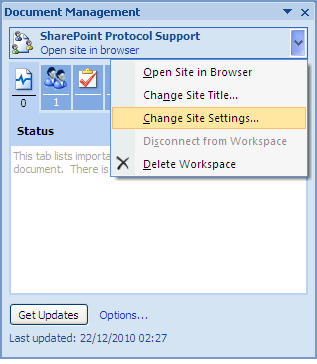 Document Management
SharePoint Protocol Support
Open site in browser
0
1
Open Site in Browser
Change Site Title...
Change Site Settings...
Disconnect from Workspace
Delete Workspace
Status
This tab lists importa
document. There is
Get Updates
Options...
Last updated: 22/12/2010 02:27